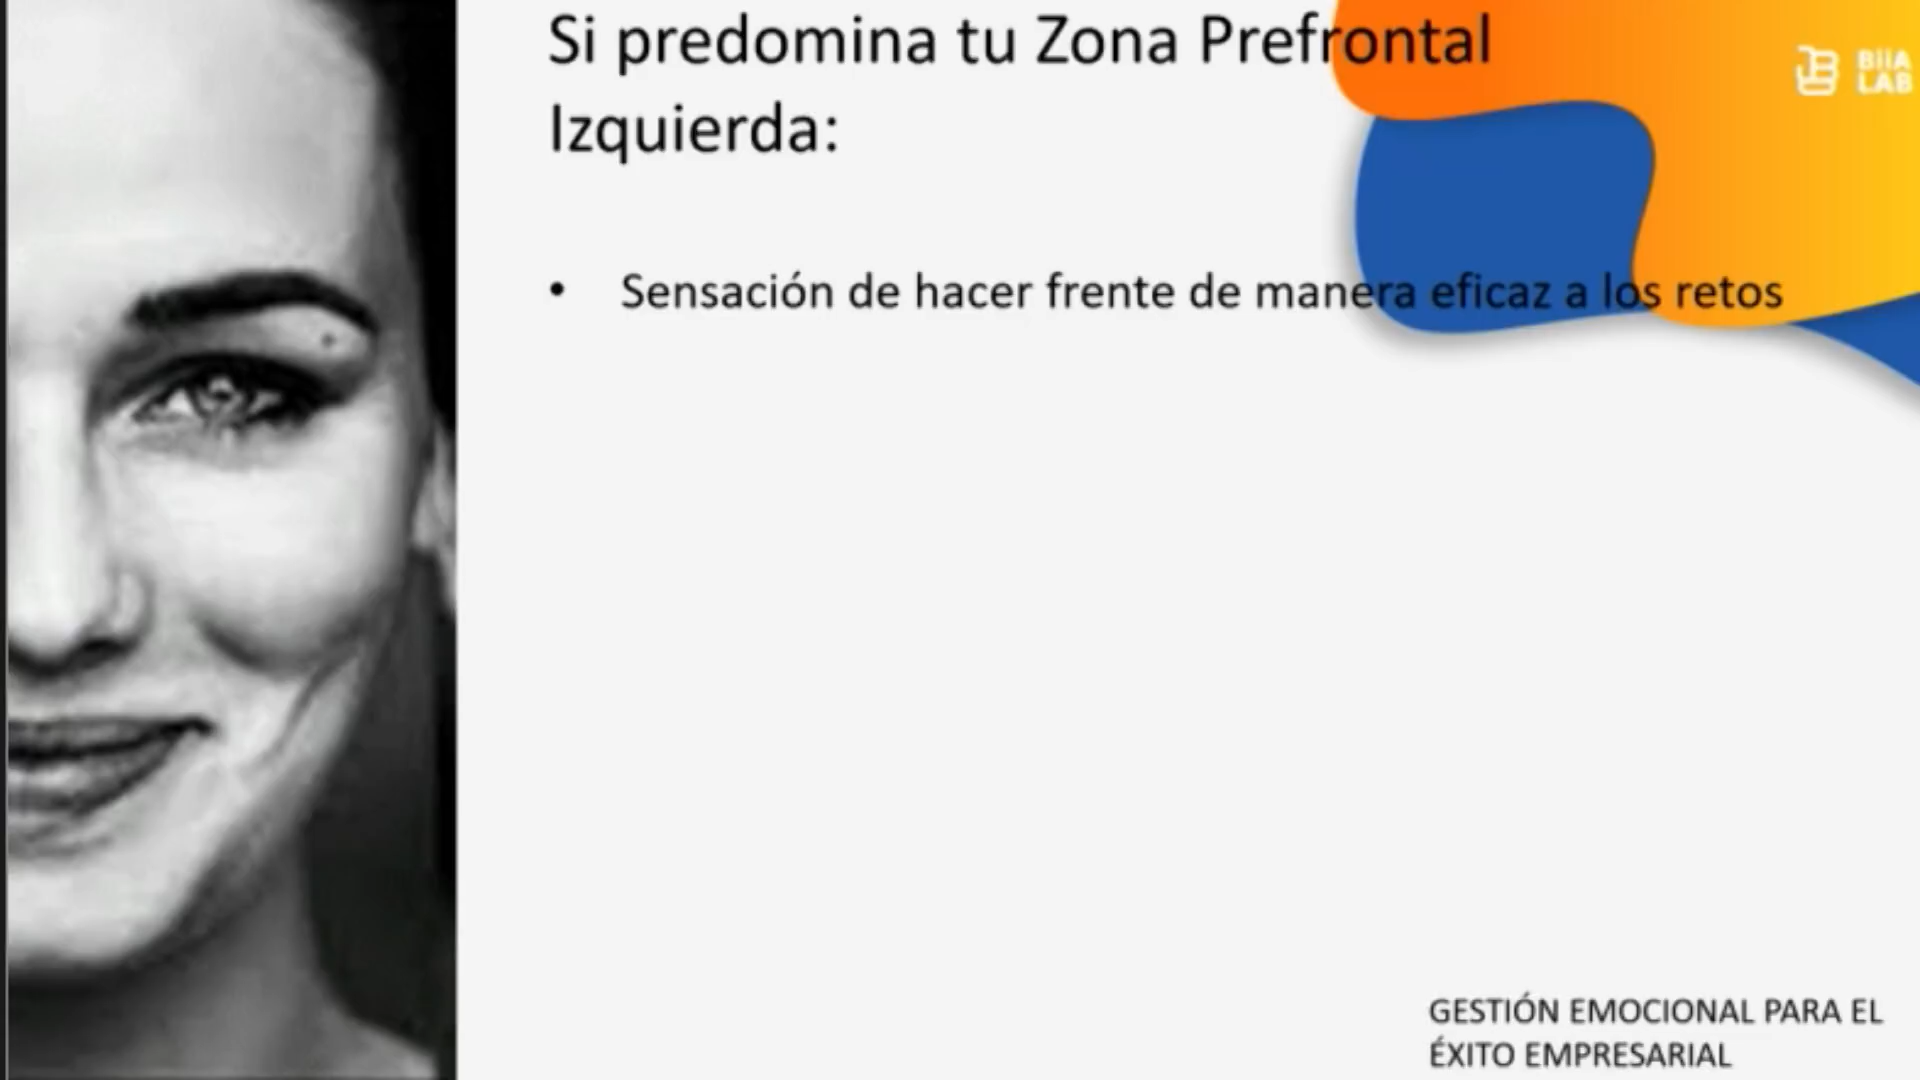 Si predomina tu Zona Prefrontal
Izquierda:
BIIA
LAB
• Sensación de hacer frente de manera eficaz a los retos
GESTIÓN EMOCIONAL PARA EL
ÉXITO EMPRESARIAL